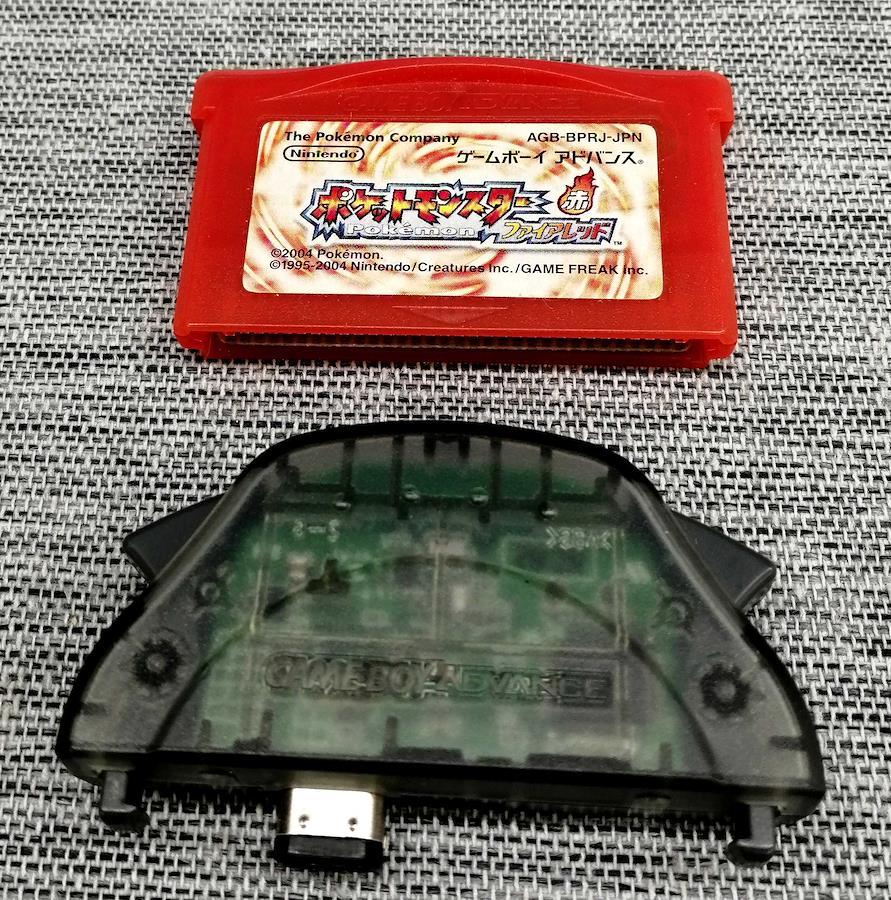 GAME BOY ADVANCE
The Pokémon Company AGB-BPRJ-JPN
Nintendo® ゲームボーイ アドバンス®
ポケットモンスター 赤
Pokémon ファイアレッド™
©2004 Pokémon.
©1995-2004 Nintendo/Creatures inc./GAME FREAK inc.
GAME BOY ADVANCE